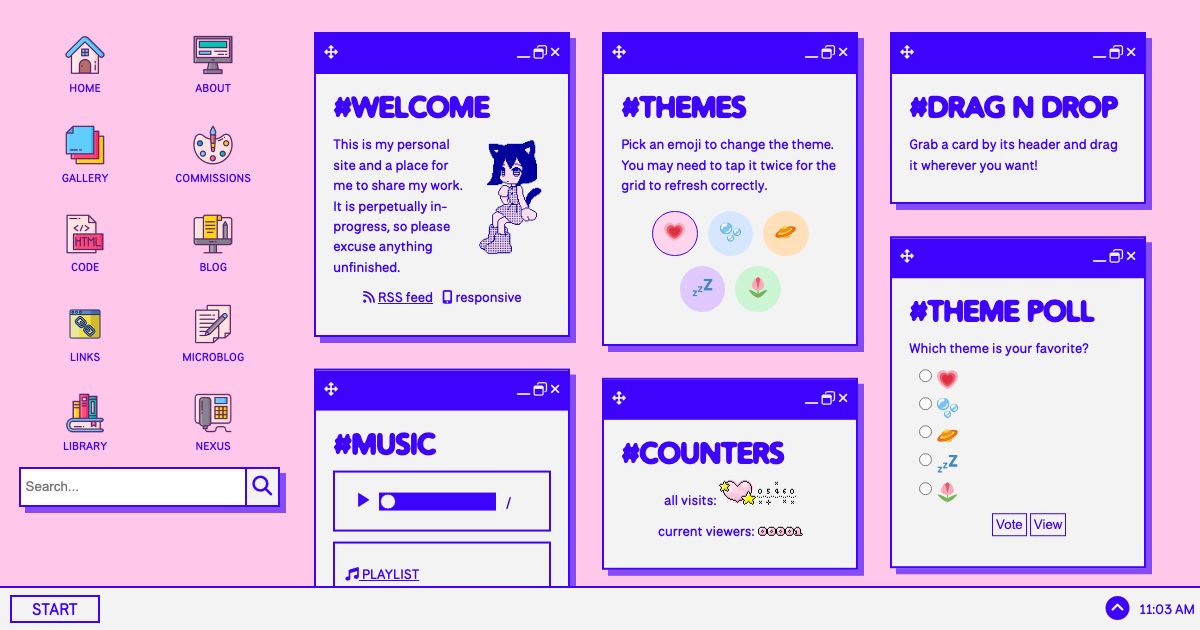 HOME
ABOUT
GALLERY
COMMISSIONS
</>
HTML
CODE
BLOG
LINKS
MICROBLOG
LIBRARY
NEXUS
Search...
#WELCOME
This is my personal
site and a place for
me to share my work.
It is perpetually in-
progress, so please
excuse anything
unfinished.
RSS feed responsive
#MUSIC
/
PLAYLIST
#THEMES
Pick an emoji to change the theme.
You may need to tap it twice for the
grid to refresh correctly.
zzZ
#COUNTERS
all visits: 05460
current viewers:
#DRAG N DROP
Grab a card by its header and drag
it wherever you want!
#THEME POLL
Which theme is your favorite?
zzZ
Vote View
START
11:03 AM